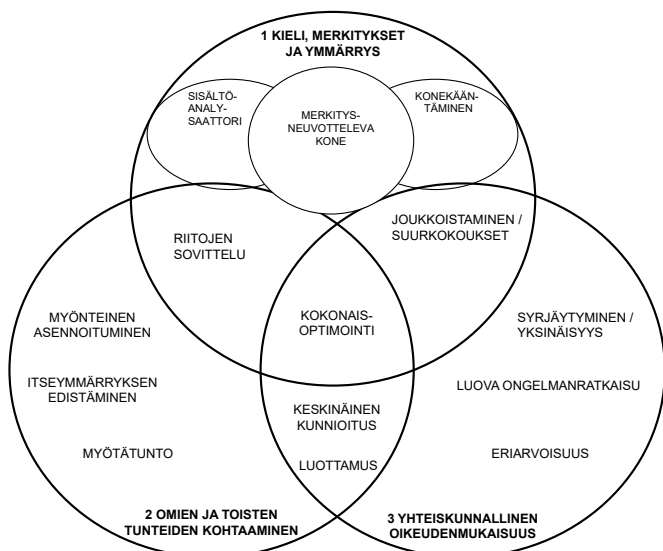 1 KIELI, MERKITYKSET
JA YMMÄRRYS
SISÄLTÖ-
ANALY-
SAATTORI
MERKITYS-
NEUVOTTELEVA
KONE
KONEKÄÄN-
TÄMINEN
RIITOJEN
SOVITTELU
JOUKKOISTAMINEN /
SUURKOKOUKSET
MYÖNTEINEN
ASENNOITUMINEN
KOKONAIS-
OPTIMOINTI
SYRJÄYTYMINEN /
YKSINÄISYYS
ITSEYMMÄRRYKSEN
EDISTÄMINEN
LUOVA ONGELMANRATKAISU
KESKINÄINEN
KUNNIOITUS
MYÖTÄTUNTO
LUOTTAMUS
ERIARVOISUUS
2 OMIEN JA TOISTEN
TUNTEIDEN KOHTAAMINEN
3 YHTEISKUNNALLINEN
OIKEUDENMUKAISUUS